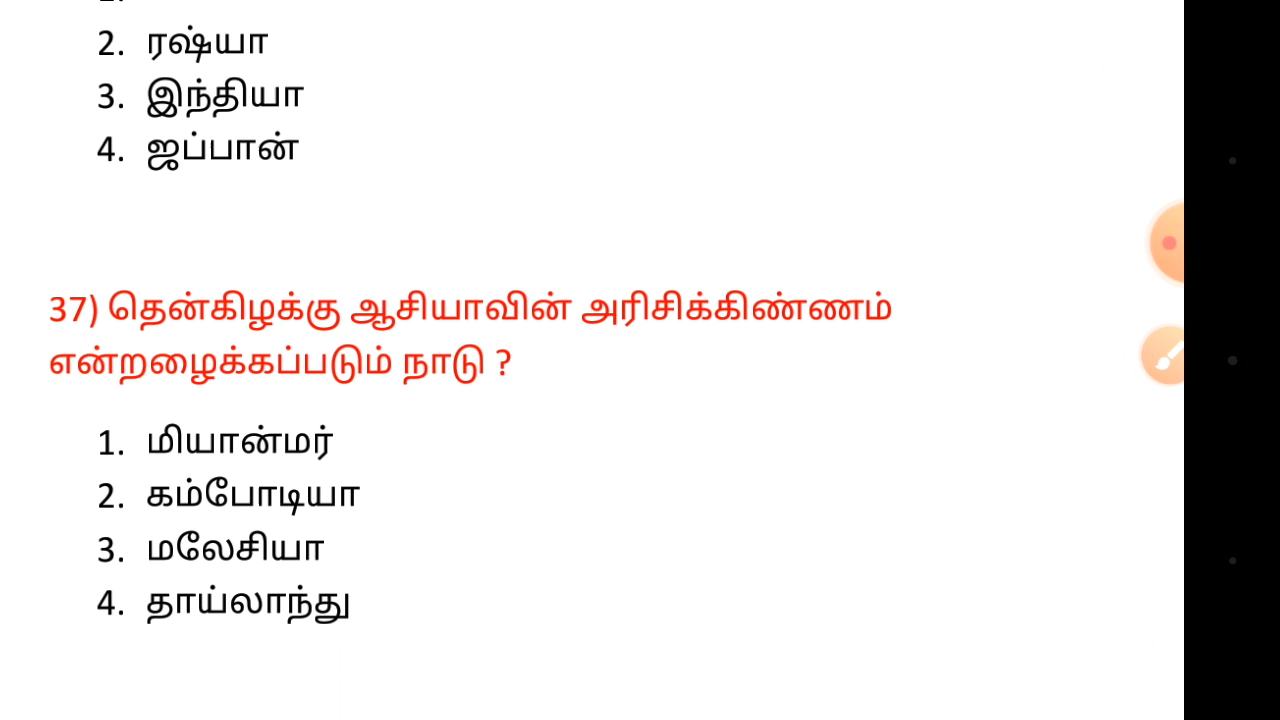 2. ரஷ்யா
3. இந்தியா
4. ஜப்பான்
37) தென்கிழக்கு ஆசியாவின் அரிசிக்கிண்ணம்
என்றழைக்கப்படும் நாடு ?
1. மியான்மர்
2. கம்போடியா
3. மலேசியா
4. தாய்லாந்து